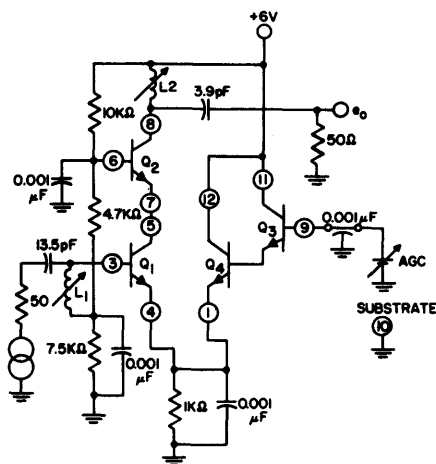 +6V
L2
3.9pF
e₀
10KΩ
8
50Ω
6
Q₂
11
12
0.001
μF
7
4.7KΩ
5
Q₃
9
0.001μF
13.5pF
3
Q₁
Q₄
AGC
L₁
50
4
1
SUBSTRATE
10
7.5KΩ
0.001
μF
1KΩ
0.001
μF